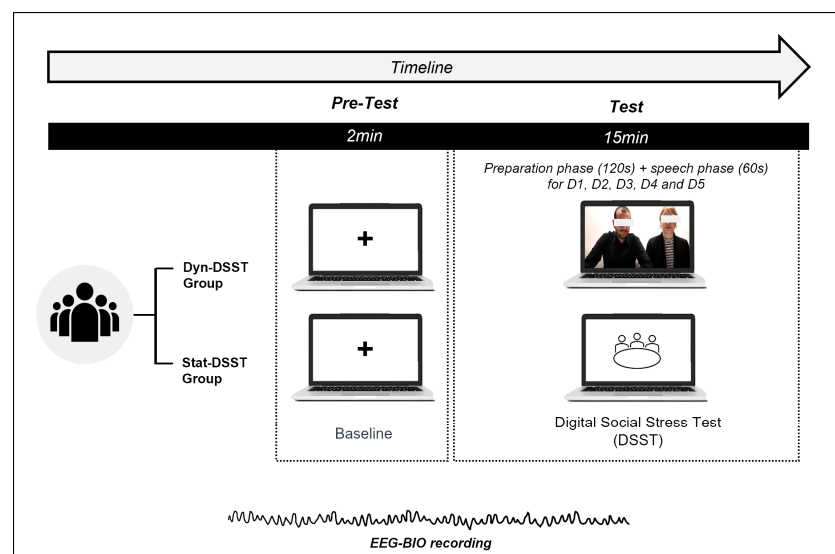 Timeline
Pre-Test
Test
2min
15min
Preparation phase (120s) + speech phase (60s)
for D1, D2, D3, D4 and D5
+
Dyn-DSST
Group
+
Stat-DSST
Group
Baseline
Digital Social Stress Test
(DSST)
EEG-BIO recording